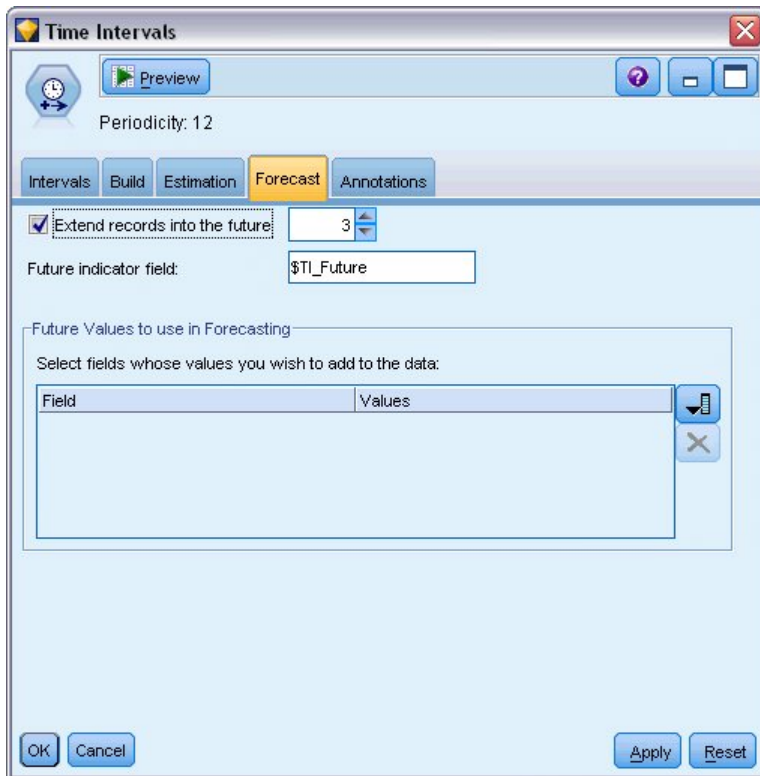 Time Intervals
Preview
Periodicity: 12
Intervals Build Estimation Forecast Annotations
Extend records into the future 3
Future indicator field: $TI_Future
Future Values to use in Forecasting
Select fields whose values you wish to add to the data:
Field Values
OK Cancel Apply Reset